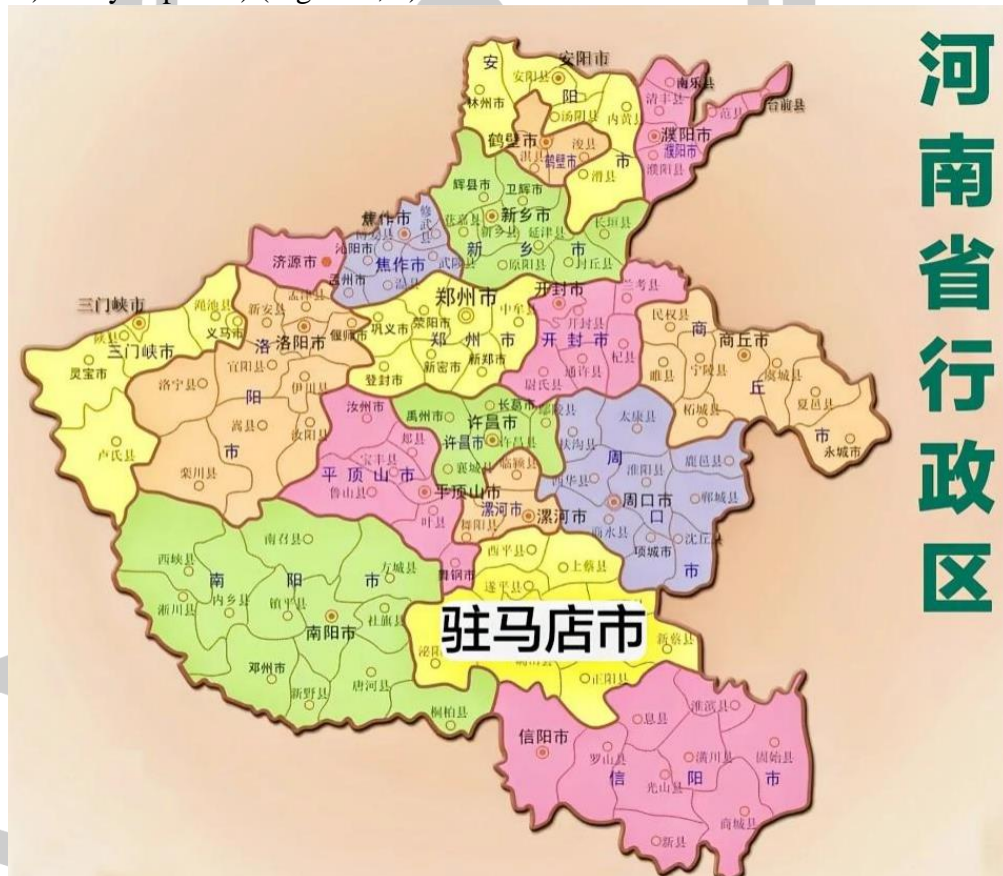 河南省行政区
安阳市
安阳县
安
阳
市
林州市
汤阴县
内黄县
滑县
南乐县
清丰县
台前县
范县
濮阳市
濮阳市
濮阳县
鹤壁市
鹤壁市
浚县
淇县
辉县市
卫辉市
获嘉县
新乡市
新乡县
延津县
长垣县
新
乡
市
原阳县
封丘县
焦作市
修武县
沁阳市
焦作市
武陟县
孟州市
温县
济源市
三门峡市
渑池县
义马市
陕县
三门峡市
灵宝市
卢氏县
新安县
孟津县
洛
洛阳市
偃师市
宜阳县
洛宁县
伊川县
阳
嵩县
汝阳县
市
栾川县
郑州市
巩义市
荥阳市
中牟县
郑
州
市
新密市
新郑市
登封市
开封市
兰考县
开封县
开封市
杞县
通许县
尉氏县
民权县
商
商丘市
睢县
宁陵县
虞城县
丘
夏邑县
柘城县
市
永城市
汝州市
郏县
宝丰县
平顶山市
鲁山县
平顶山市
叶县
舞钢市
禹州市
长葛市
鄢陵县
许昌市
许昌市
许昌县
襄城县
临颍县
漯河市
漯河市
舞阳县
太康县
扶沟县
周
西华县
淮阳县
鹿邑县
周口市
郸城县
口
商水县
项城市
沈丘县
市
南召县
西峡县
南
阳
市
方城县
淅川县
内乡县
镇平县
社旗县
南阳市
邓州市
唐河县
新野县
桐柏县
西平县
上蔡县
遂平县
驻马店市
新蔡县
泌阳
正阳县
信阳市
息县
淮滨县
罗山县
潢川县
固始县
信
阳
市
光山县
商城县
新县